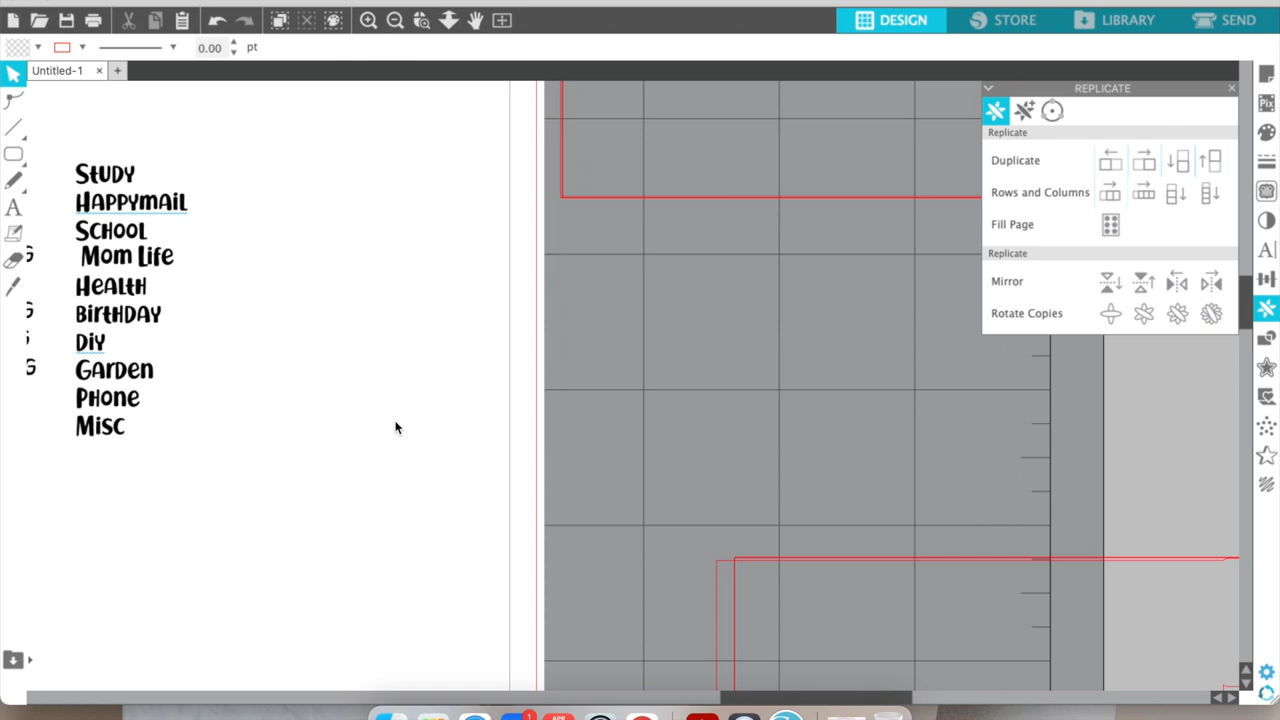 DESIGN
STORE
LIBRARY
SEND
0.00 pt
Untitled-1
REPLICATE
Replicate
Duplicate
Rows and Columns
Fill Page
Replicate
Mirror
Rotate Copies
Study
Happymail
School
G Mom Life
Health
G Birthday
Diy
G Garden
Phone
Misc